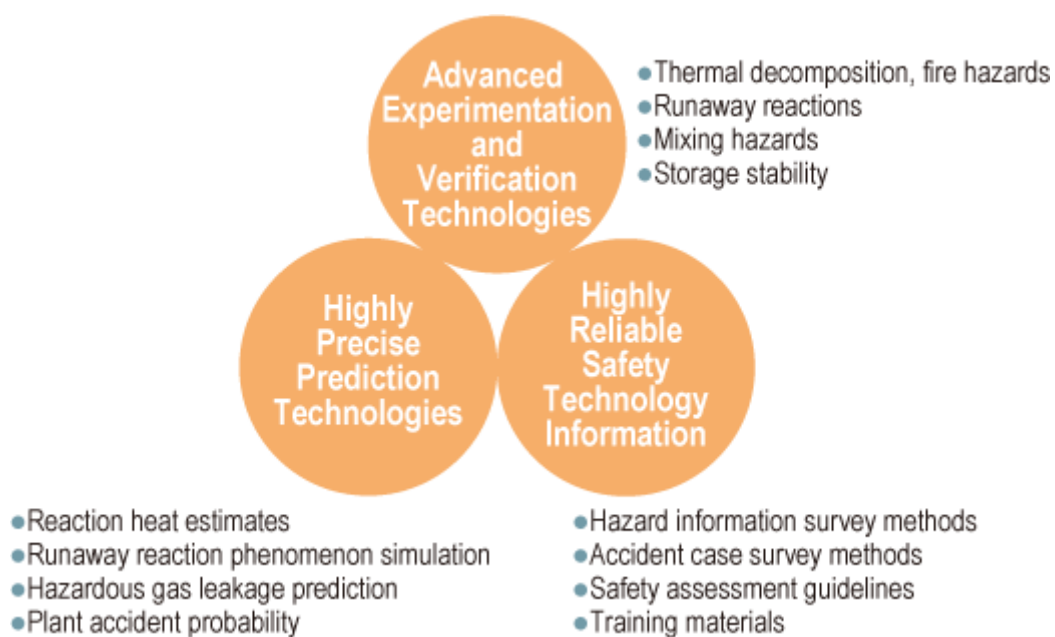 Advanced
Experimentation
and
Verification
Technologies
●Thermal decomposition, fire hazards
●Runaway reactions
●Mixing hazards
●Storage stability
Highly
Precise
Prediction
Technologies
Highly
Reliable
Safety
Technology
Information
●Reaction heat estimates
●Runaway reaction phenomenon simulation
●Hazardous gas leakage prediction
●Plant accident probability
●Hazard information survey methods
●Accident case survey methods
●Safety assessment guidelines
●Training materials